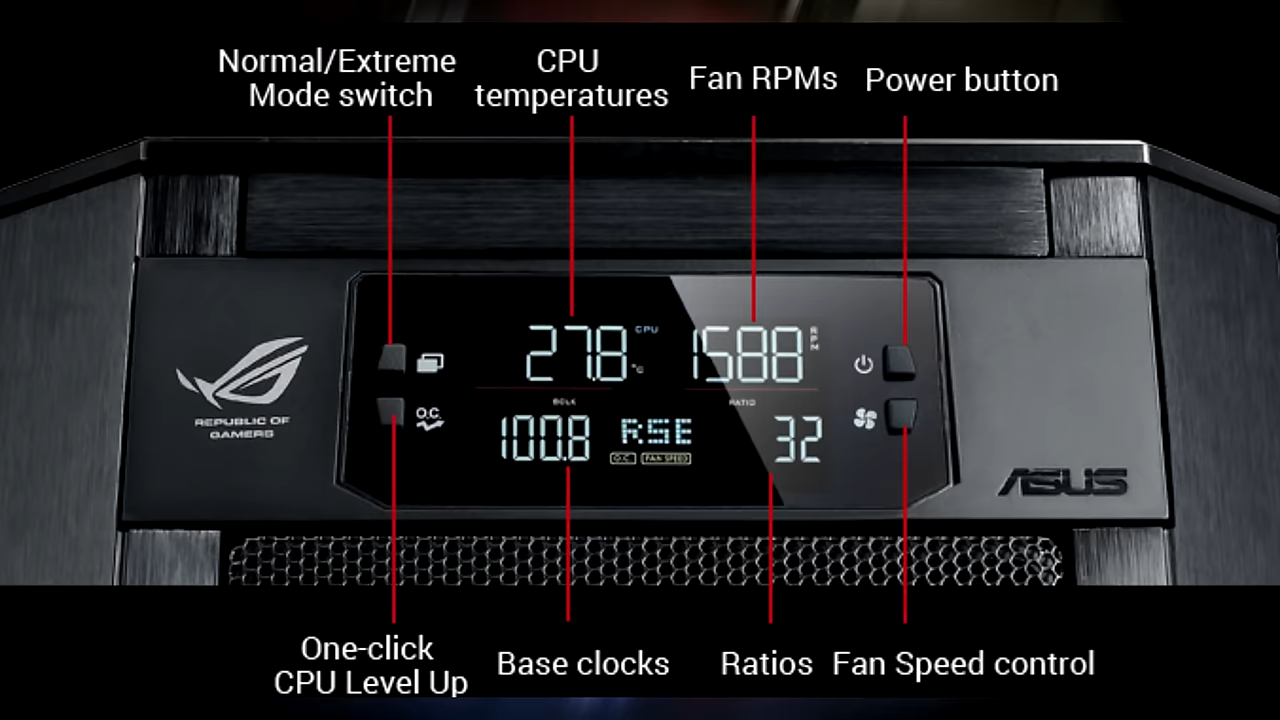 Normal/Extreme
Mode switch
CPU
temperatures
Fan RPMs
Power button
27.8
CPU
°C
1588
RPM
O.C.
BCLK
100.8
RSE
O.C
FAN SPEED
RATIO
32
REPUBLIC OF
GAMERS
ASUS
One-click
CPU Level Up
Base clocks
Ratios
Fan Speed control